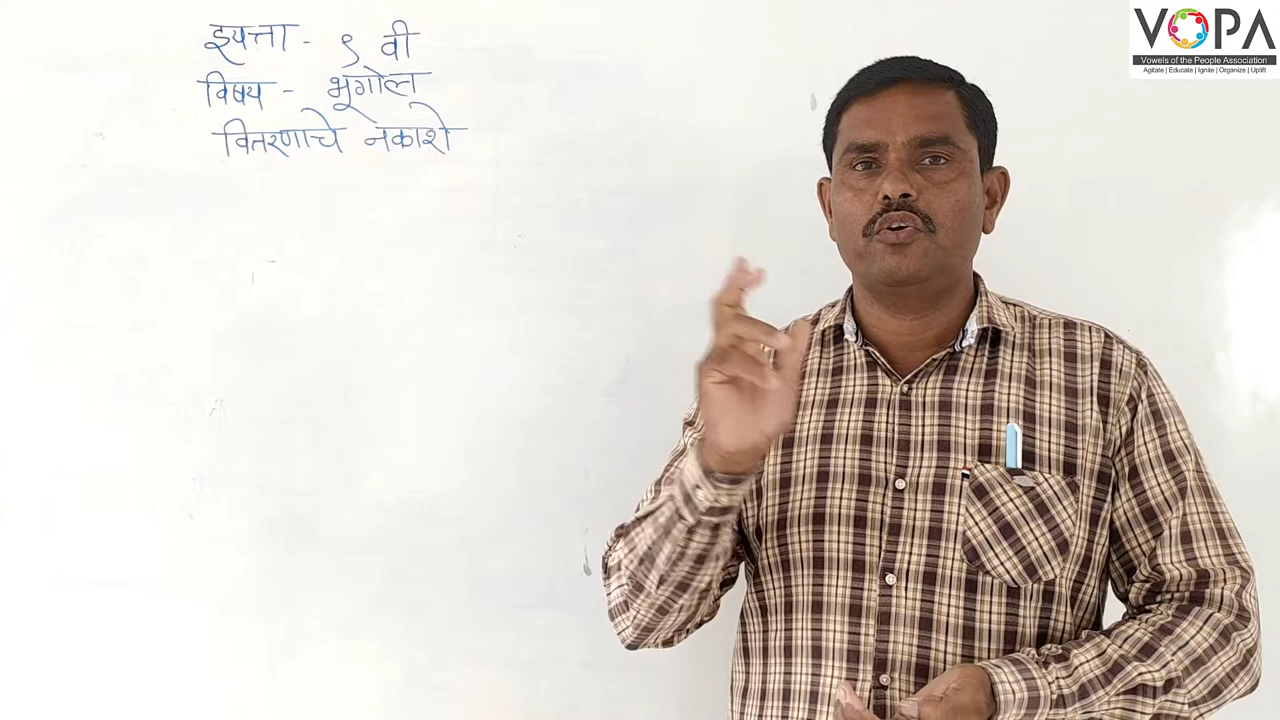 इयत्ता - ९ वी
विषय - भूगोल
वितरणाचे नकाशे
VOPA
Vowels of the People Association
Agitate | Educate | Ignite | Organize | Uplift